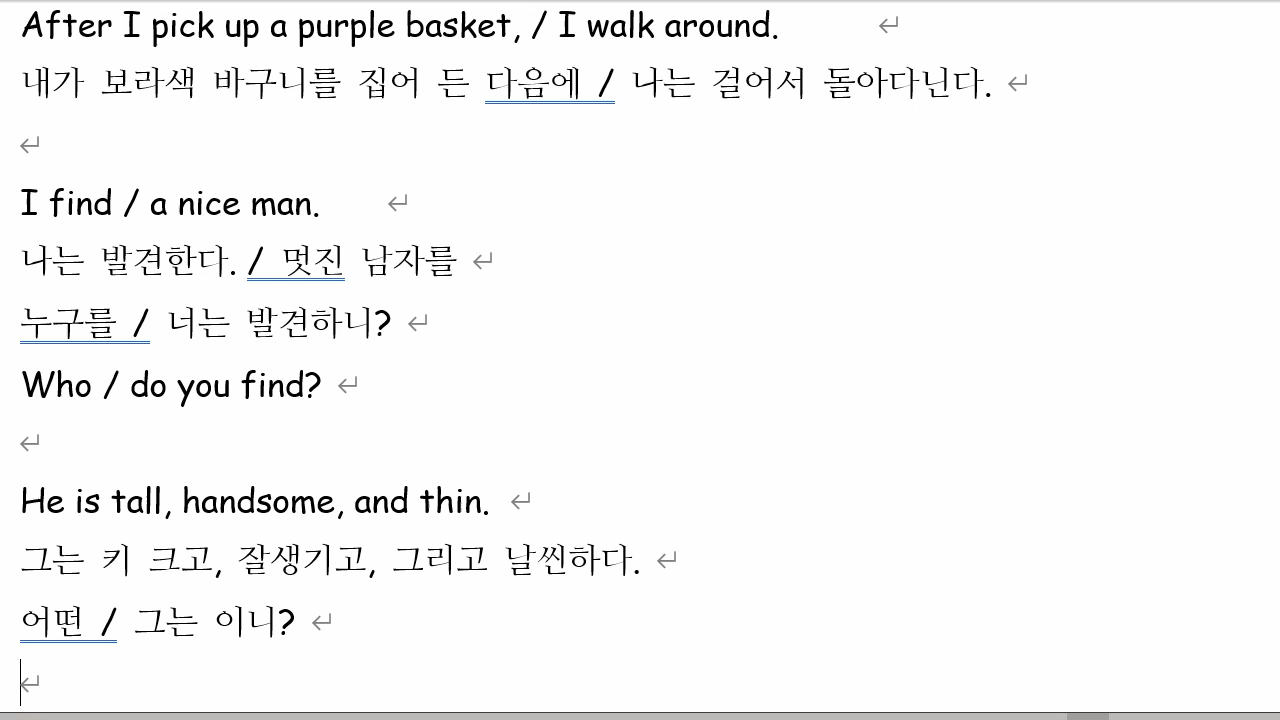 After I pick up a purple basket, / I walk around.
내가 보라색 바구니를 집어 든 다음에 / 나는 걸어서 돌아다닌다.
I find / a nice man.
나는 발견한다. / 멋진 남자를
누구를 / 너는 발견하니?
Who / do you find?
He is tall, handsome, and thin.
그는 키 크고, 잘생기고, 그리고 날씬하다.
어떤 / 그는 이니?